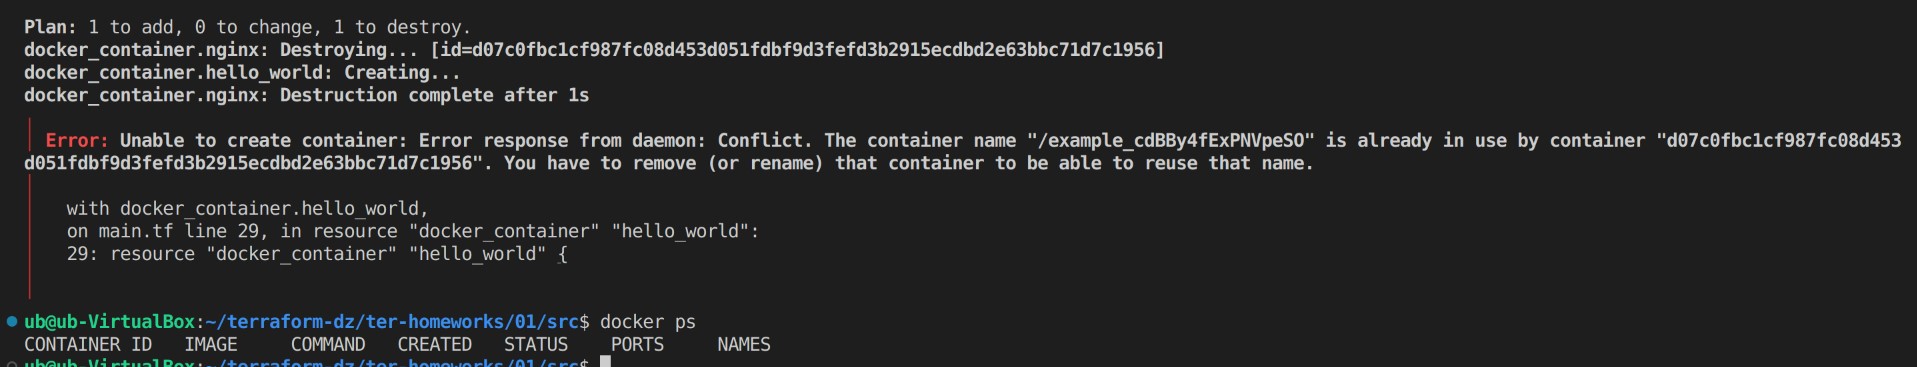 Plan: 1 to add, 0 to change, 1 to destroy.
docker_container.nginx: Destroying... [id=d07c0fbc1cf987fc08d453d051fdbf9d3fefd3b2915ecdbd2e63bbc71d7c1956]
docker_container.hello_world: Creating...
docker_container.nginx: Destruction complete after 1s
Error: Unable to create container: Error response from daemon: Conflict. The container name "/example_cdBBy4fExPNVpeSO" is already in use by container "d07c0fbc1cf987fc08d453
d051fdbf9d3fefd3b2915ecdbd2e63bbc71d7c1956". You have to remove (or rename) that container to be able to reuse that name.
with docker_container.hello_world,
on main.tf line 29, in resource "docker_container" "hello_world":
29: resource "docker_container" "hello_world" {
ub@ub-VirtualBox:~/terraform-dz/ter-homeworks/01/src$ docker ps
CONTAINER ID   IMAGE     COMMAND   CREATED   STATUS    PORTS     NAMES
ub@ub-VirtualBox:~/terraform-dz/ter-homeworks/01/src$